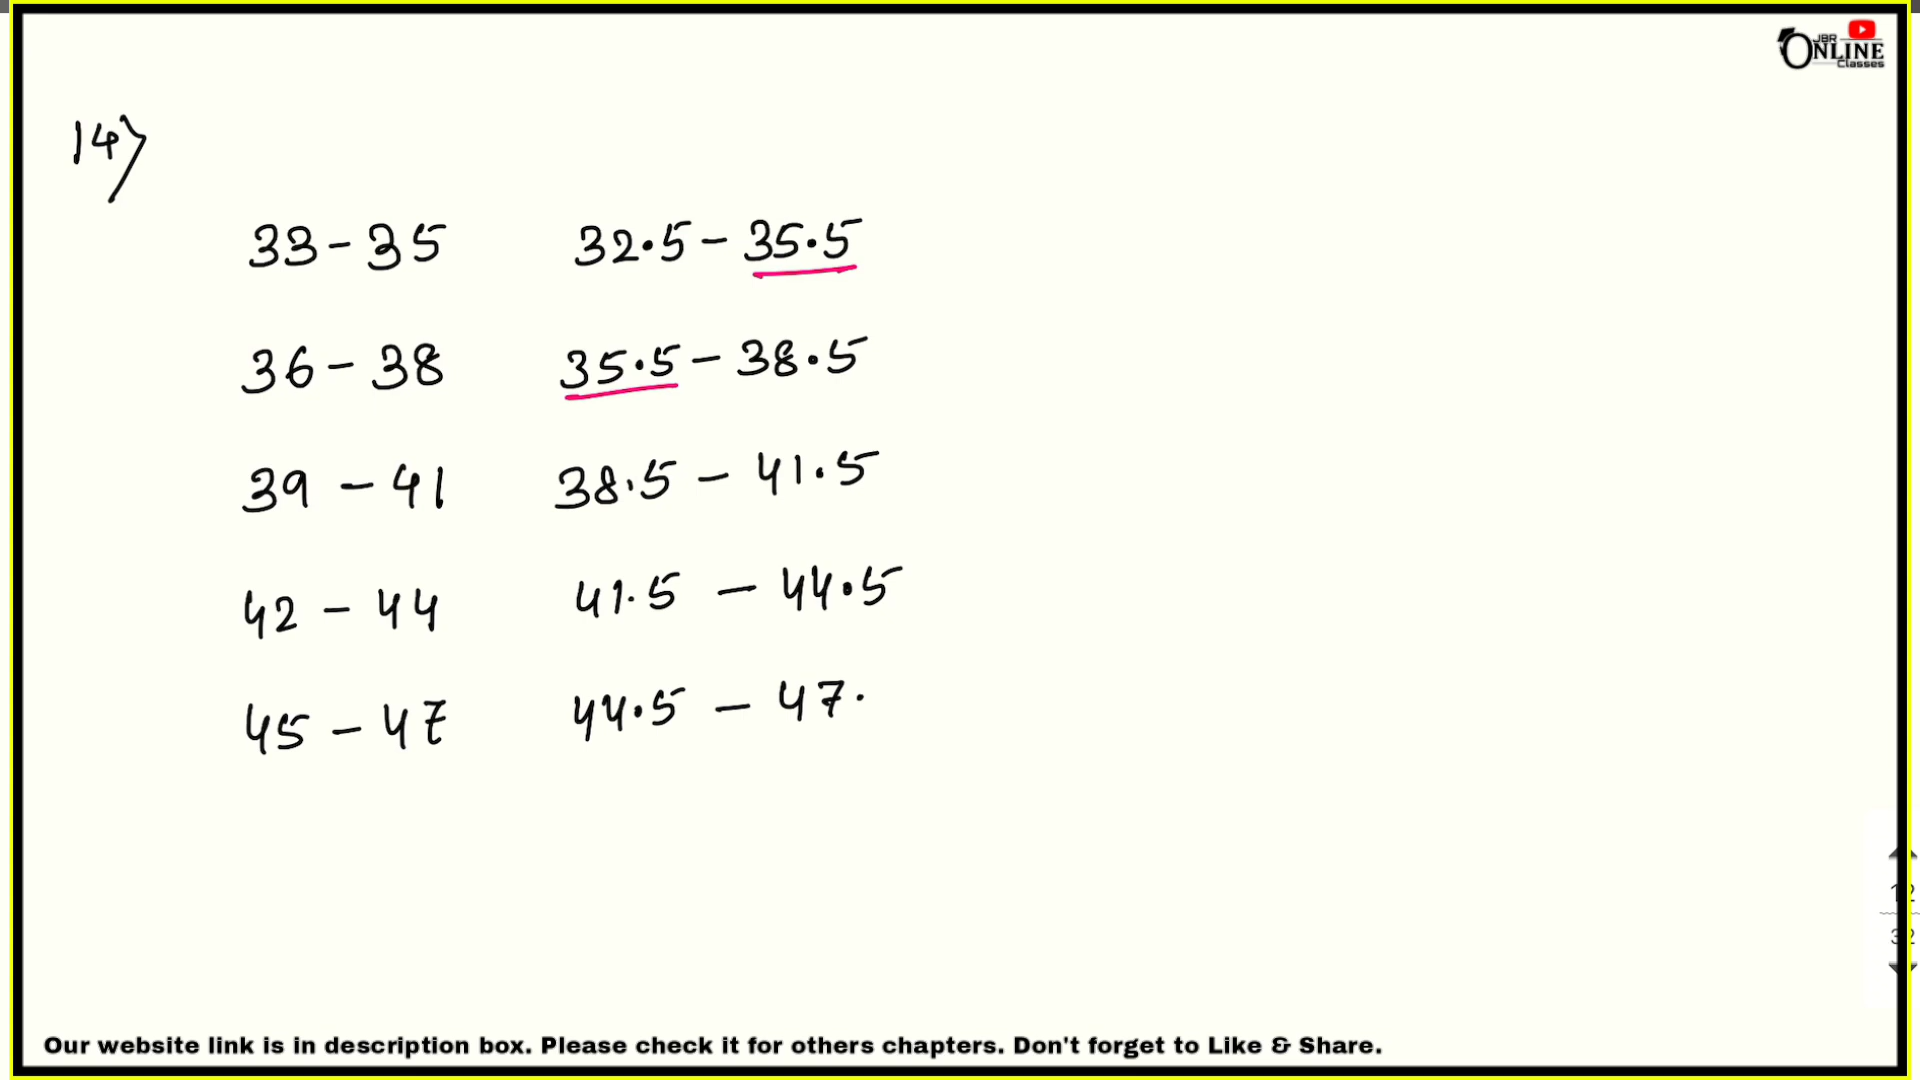 JBR
ONLINE
Classes
14)
33 - 35 32.5 - 35.5
36 - 38 35.5 - 38.5
39 - 41 38.5 - 41.5
42 - 44 41.5 - 44.5
45 - 47 44.5 - 47.
12
32
Our website link is in description box. Please check it for others chapters. Don't forget to Like & Share.